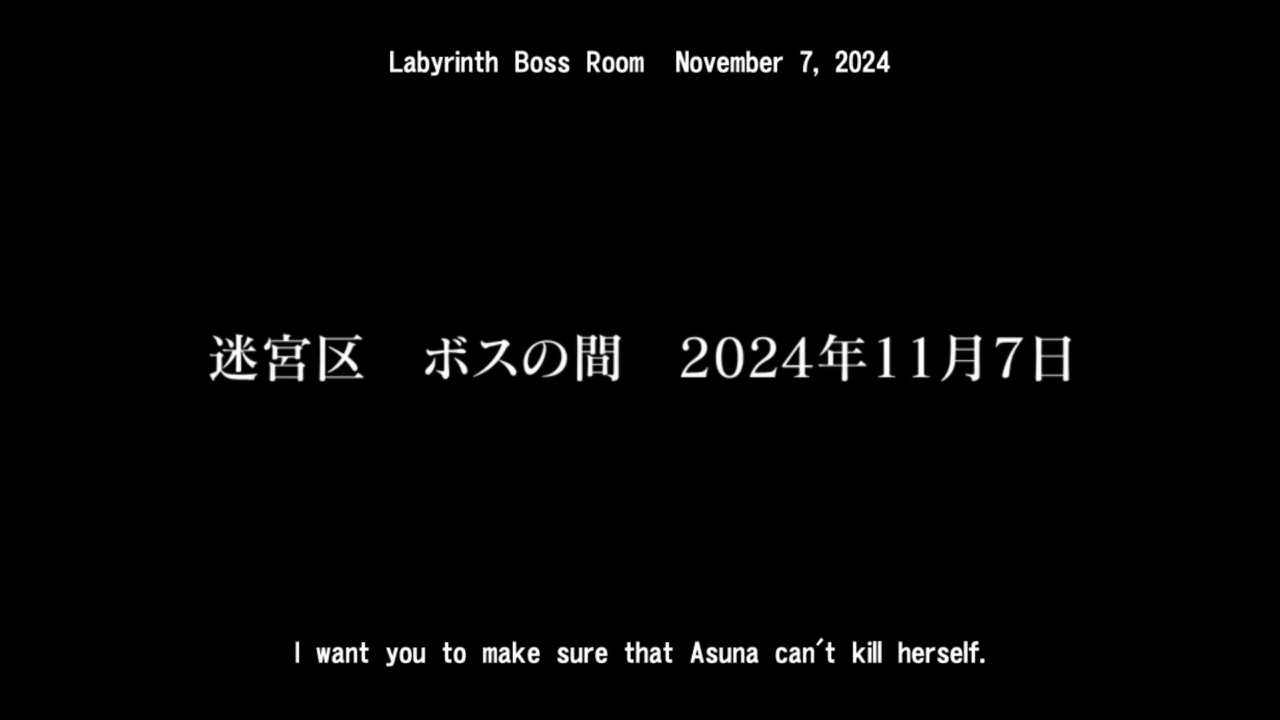 Labyrinth Boss Room  November 7, 2024
迷宮区　ボスの間　2024年11月7日
I want you to make sure that Asuna can't kill herself.